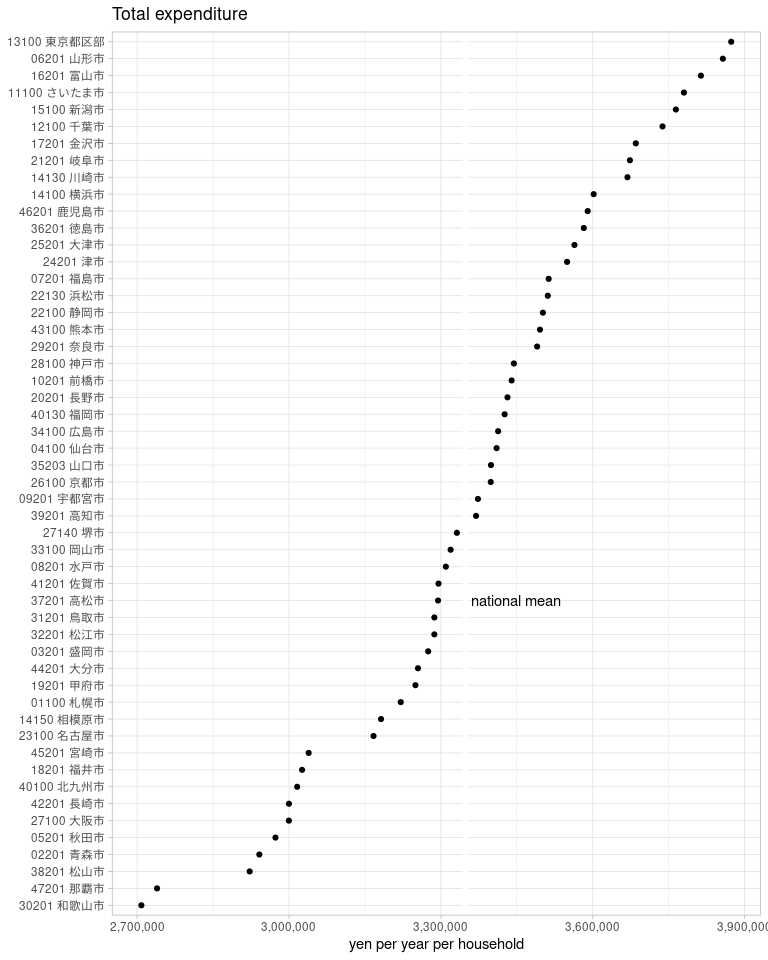 Total expenditure
13100 東京都区部
06201 山形市
16201 富山市
11100 さいたま市
15100 新潟市
12100 千葉市
17201 金沢市
21201 岐阜市
14130 川崎市
14100 横浜市
46201 鹿児島市
36201 徳島市
25201 大津市
24201 津市
07201 福島市
22130 浜松市
22100 静岡市
43100 熊本市
29201 奈良市
28100 神戸市
10201 前橋市
20201 長野市
40130 福岡市
34100 広島市
04100 仙台市
35203 山口市
26100 京都市
09201 宇都宮市
39201 高知市
27140 堺市
33100 岡山市
08201 水戸市
41201 佐賀市
37201 高松市
national mean
31201 鳥取市
32201 松江市
03201 盛岡市
44201 大分市
19201 甲府市
01100 札幌市
14150 相模原市
23100 名古屋市
45201 宮崎市
18201 福井市
40100 北九州市
42201 長崎市
27100 大阪市
05201 秋田市
02201 青森市
38201 松山市
47201 那覇市
30201 和歌山市
2,700,000 3,000,000 3,300,000 3,600,000 3,900,000
yen per year per household